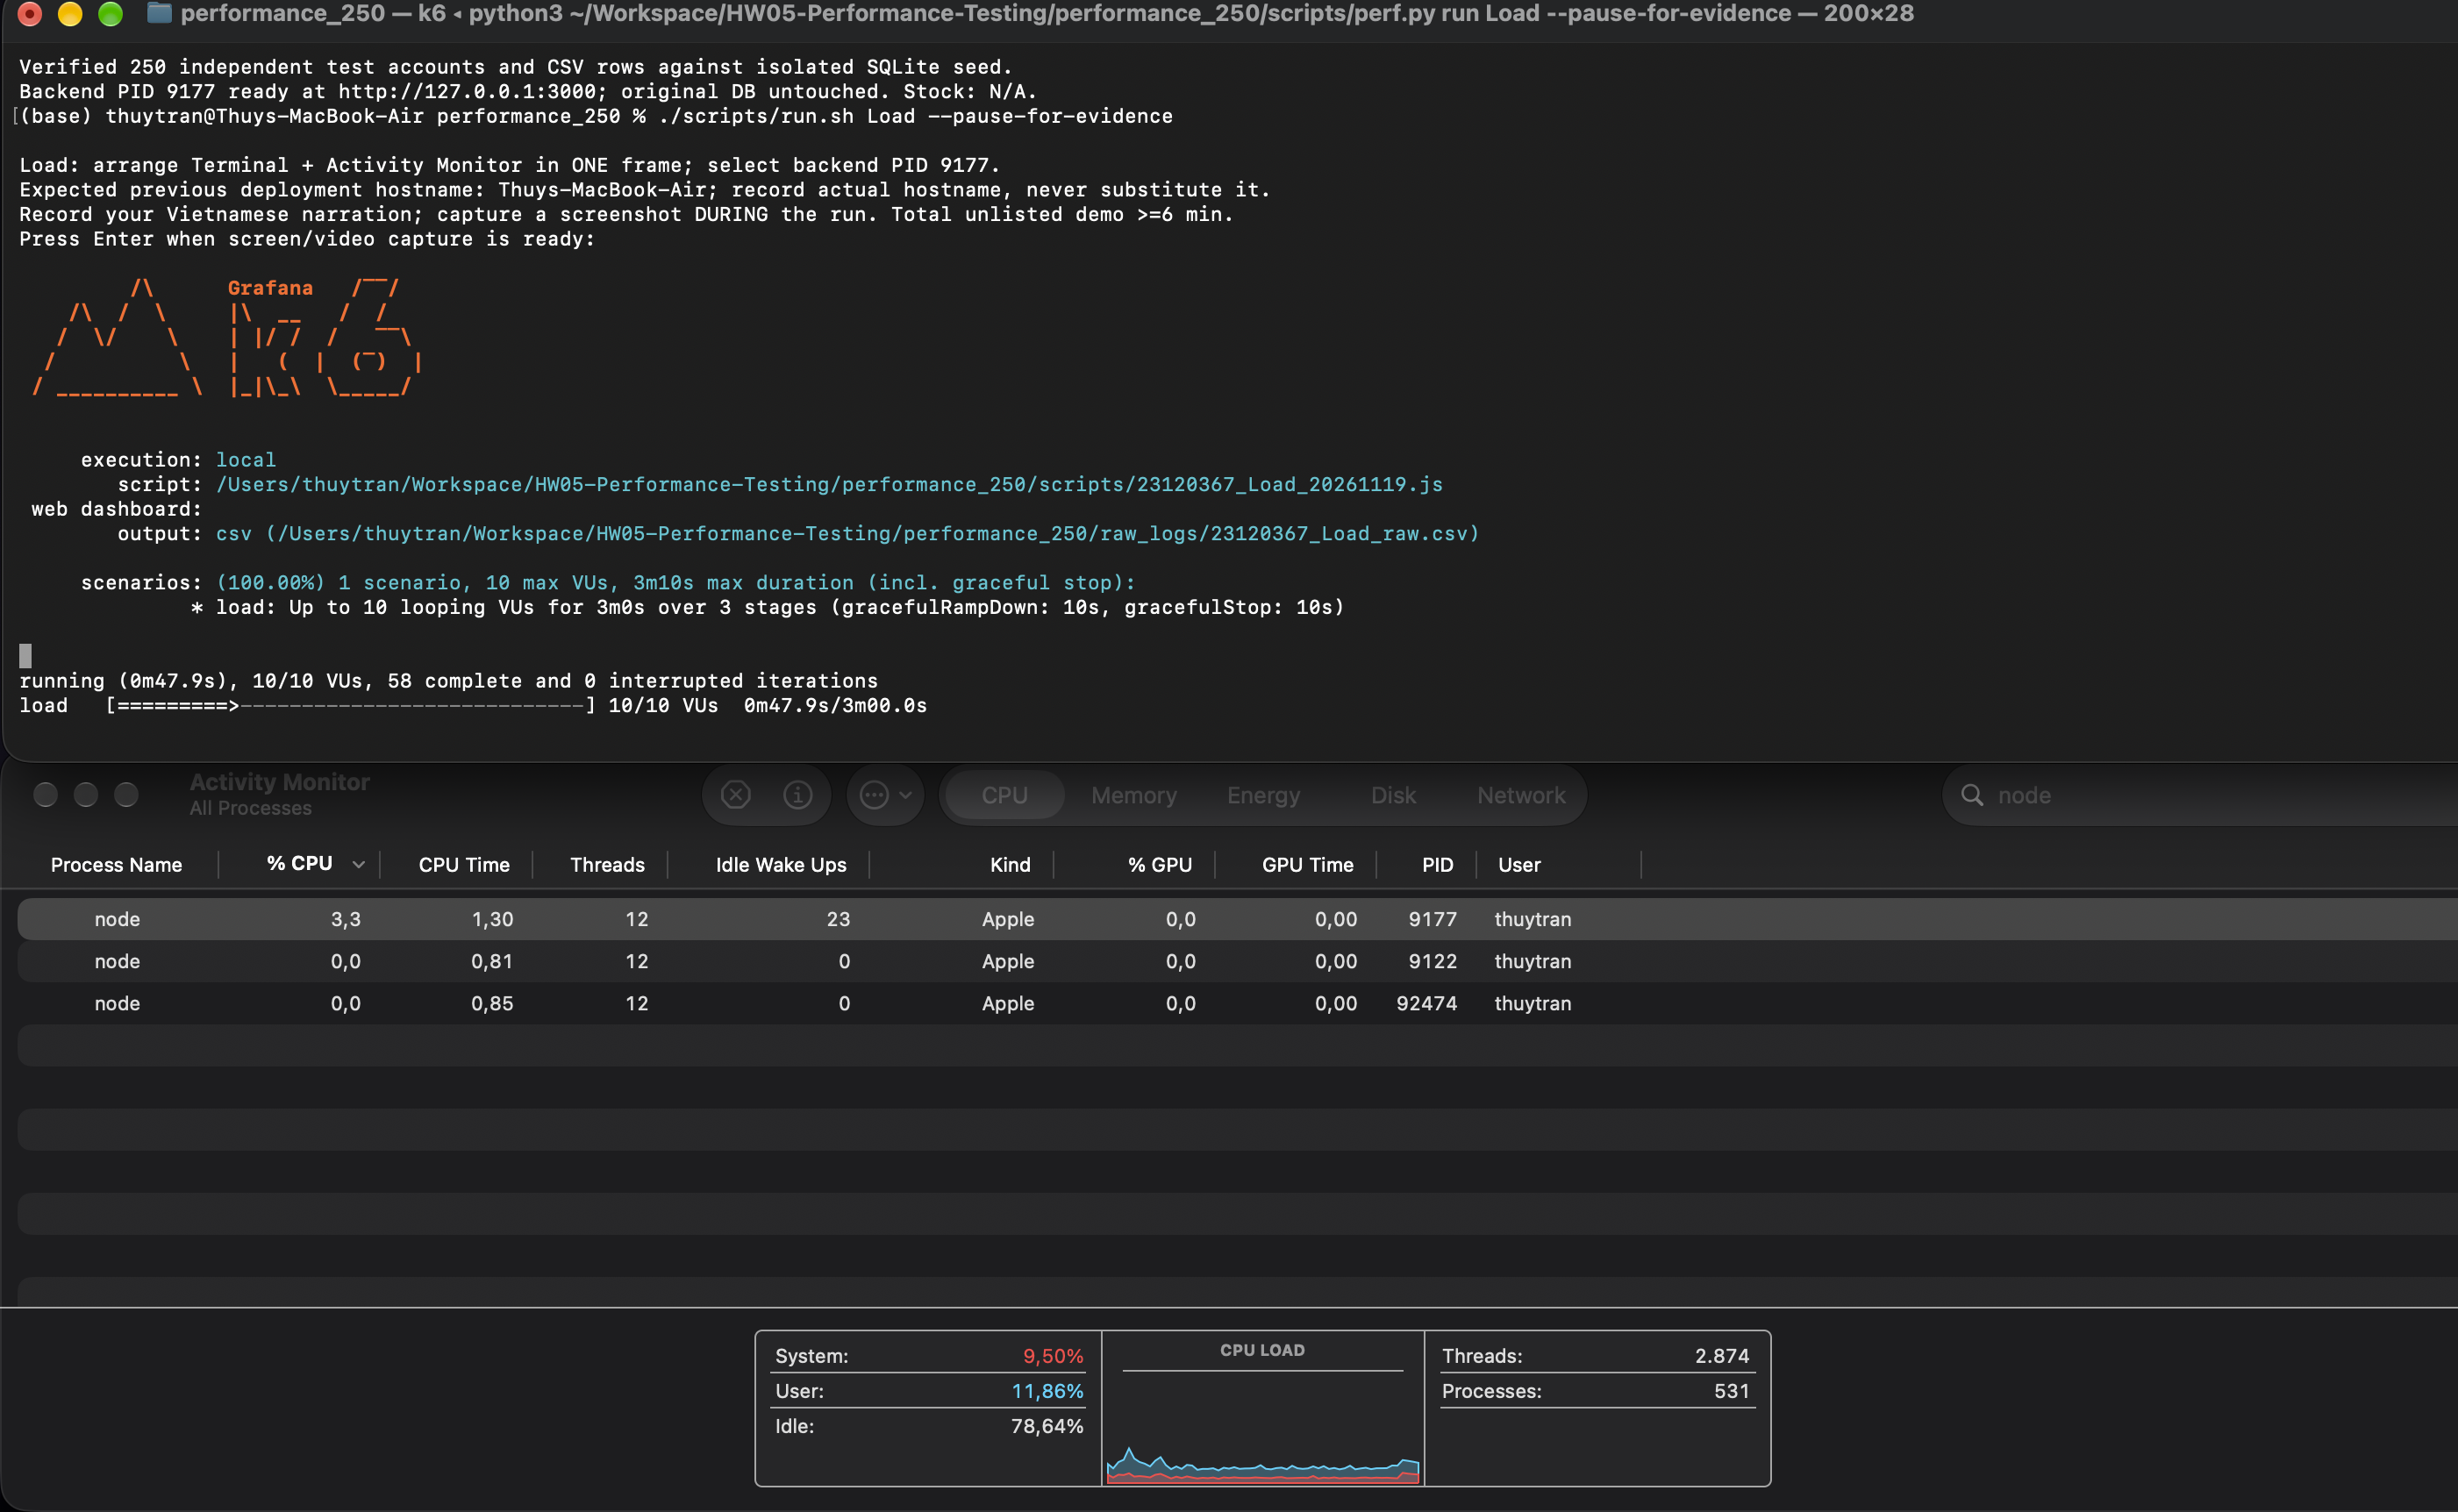 performance_250 — k6 ◂ python3 ~/Workspace/HW05-Performance-Testing/performance_250/scripts/perf.py run Load --pause-for-evidence — 200×28
Verified 250 independent test accounts and CSV rows against isolated SQLite seed.
Backend PID 9177 ready at http://127.0.0.1:3000; original DB untouched. Stock: N/A.
[(base) thuytran@Thuys-MacBook-Air performance_250 % ./scripts/run.sh Load --pause-for-evidence
Load: arrange Terminal + Activity Monitor in ONE frame; select backend PID 9177.
Expected previous deployment hostname: Thuys-MacBook-Air; record actual hostname, never substitute it.
Record your Vietnamese narration; capture a screenshot DURING the run. Total unlisted demo >=6 min.
Press Enter when screen/video capture is ready:
Grafana
k6
execution: local
script: /Users/thuytran/Workspace/HW05-Performance-Testing/performance_250/scripts/23120367_Load_20261119.js
web dashboard:
output: csv (/Users/thuytran/Workspace/HW05-Performance-Testing/performance_250/raw_logs/23120367_Load_raw.csv)
scenarios: (100.00%) 1 scenario, 10 max VUs, 3m10s max duration (incl. graceful stop):
* load: Up to 10 looping VUs for 3m0s over 3 stages (gracefulRampDown: 10s, gracefulStop: 10s)
running (0m47.9s), 10/10 VUs, 58 complete and 0 interrupted iterations
load [=========>----------------------------] 10/10 VUs 0m47.9s/3m00.0s
Activity Monitor
All Processes
CPU Memory Energy Disk Network
node
Process Name % CPU CPU Time Threads Idle Wake Ups Kind % GPU GPU Time PID User
node 3,3 1,30 12 23 Apple 0,0 0,00 9177 thuytran
node 0,0 0,81 12 0 Apple 0,0 0,00 9122 thuytran
node 0,0 0,85 12 0 Apple 0,0 0,00 92474 thuytran
System: 9,50%
User: 11,86%
Idle: 78,64%
CPU LOAD
Threads: 2.874
Processes: 531